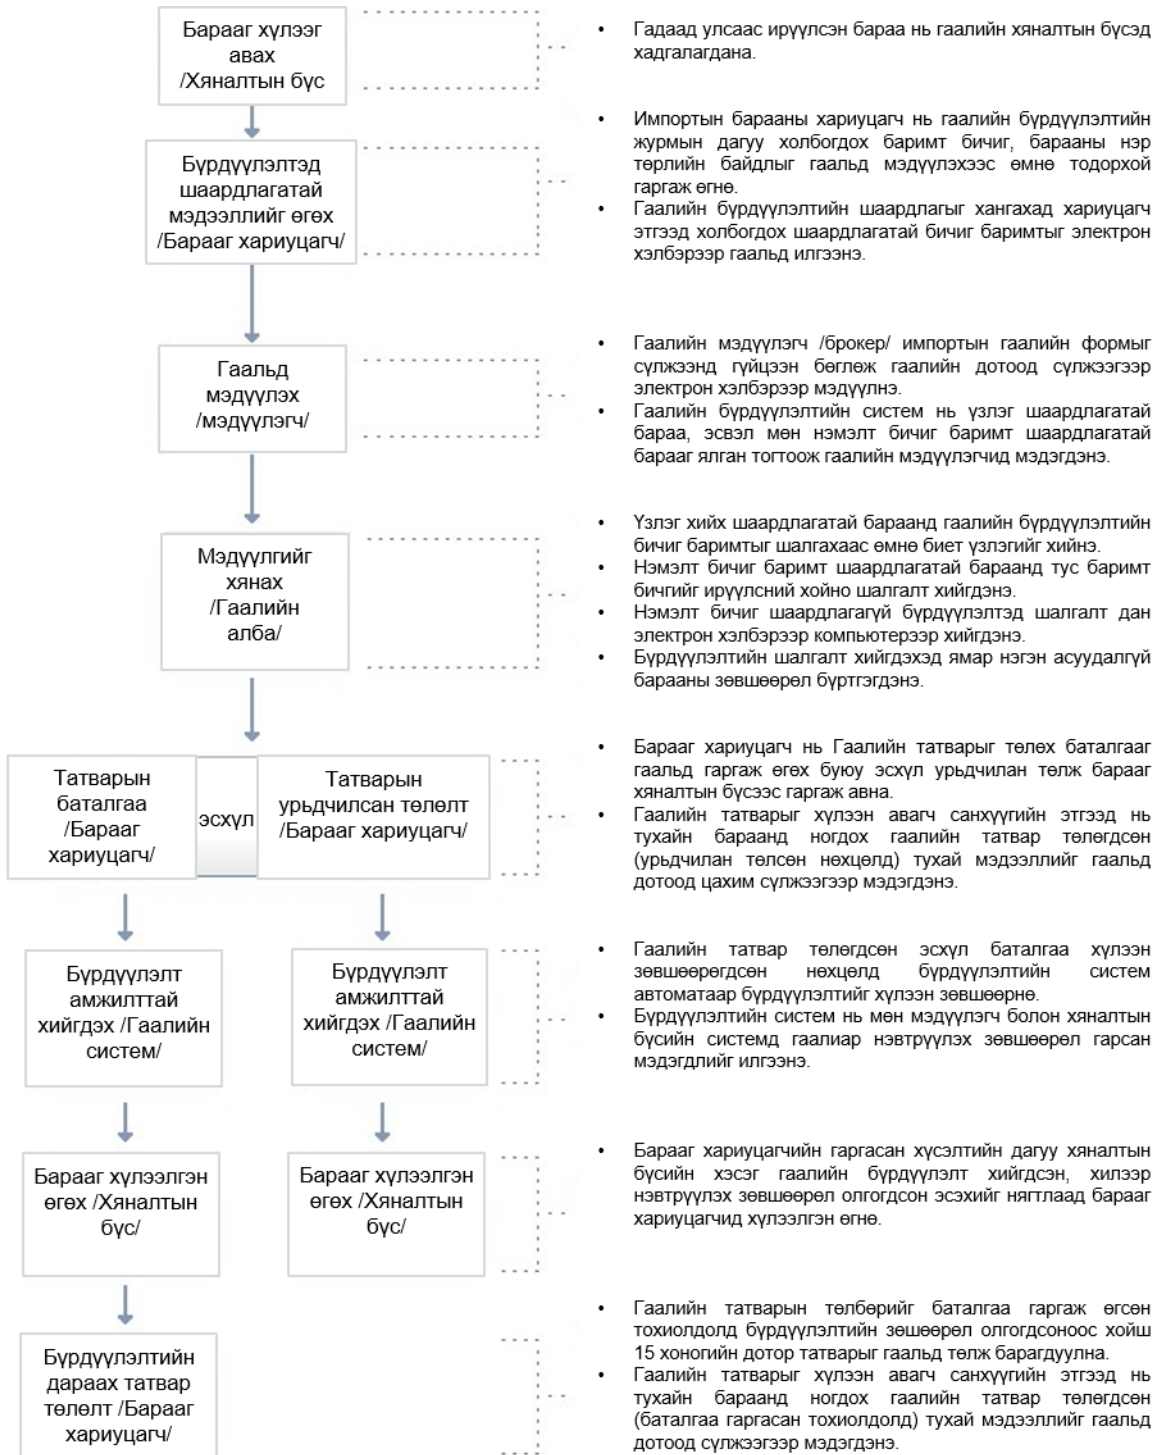 Барааг хүлээг
авах
/Хяналтын бүс
• Гадаад улсаас ирүүлсэн бараа нь гаалийн хяналтын бүсэд
хадгалагдана.
Бүрдүүлэлтэд
шаардлагатай
мэдээллийг өгөх
/Барааг хариуцагч/
• Импортын барааны хариуцагч нь гаалийн бүрдүүлэлтийн
журмын дагуу холбогдох баримт бичиг, барааны нэр
төрлийн байдлыг гаальд мэдүүлэхээс өмнө тодорхой
гаргаж өгнө.
• Гаалийн бүрдүүлэлтийн шаардлагыг хангахад хариуцагч
этгээд холбогдох шаардлагатай бичиг баримтыг электрон
хэлбэрээр гаальд илгээнэ.
Гаальд
мэдүүлэх
/мэдүүлэгч/
• Гаалийн мэдүүлэгч /брокер/ импортын гаалийн формыг
сүлжээнд гүйцээн бөглөж гаалийн дотоод сүлжээгээр
электрон хэлбэрээр мэдүүлнэ.
• Гаалийн бүрдүүлэлтийн систем нь үзлэг шаардлагатай
бараа, эсвэл мөн нэмэлт бичиг баримт шаардлагатай
барааг ялган тогтоож гаалийн мэдүүлэгчид мэдэгдэнэ.
Мэдүүлгийг
хянах
/Гаалийн
алба/
• Үзлэг хийх шаардлагатай бараанд гаалийн бүрдүүлэлтийн
бичиг баримтыг шалгахаас өмнө биет үзлэгийг хийнэ.
• Нэмэлт бичиг баримт шаардлагатай бараанд тус баримт
бичгийг ирүүлсний хойно шалгалт хийгдэнэ.
• Нэмэлт бичиг шаардлагагүй бүрдүүлэлтэд шалгалт дан
электрон хэлбэрээр компьютерээр хийгдэнэ.
• Бүрдүүлэлтийн шалгалт хийгдэхэд ямар нэгэн асуудалгүй
барааны зөвшөөрөл бүртгэгдэнэ.
Татварын
баталгаа
/Барааг
хариуцагч/
эсхүл
Татварын
урьдчилсан төлөлт
/Барааг хариуцагч/
• Барааг хариуцагч нь Гаалийн татварыг төлөх баталгааг
гаальд гаргаж өгөх буюу эсхүл урьдчилан төлж барааг
хяналтын бүсээс гаргаж авна.
• Гаалийн татварыг хүлээн авагч санхүүгийн этгээд нь
тухайн бараанд ногдох гаалийн татвар төлөгдсөн
(урьдчилан төлсөн нөхцөлд) тухай мэдээллийг гаальд
дотоод цахим сүлжээгээр мэдэгдэнэ.
Бүрдүүлэлт
амжилттай
хийгдэх /Гаалийн
систем/
Бүрдүүлэлт
амжилттай
хийгдэх /Гаалийн
систем/
• Гаалийн татвар төлөгдсөн эсхүл баталгаа хүлээн
зөвшөөрөгдсөн нөхцөлд бүрдүүлэлтийн систем
автоматаар бүрдүүлэлтийг хүлээн зөвшөөрнө.
• Бүрдүүлэлтийн систем нь мөн мэдүүлэгч болон хяналтын
бүсийн системд гаалиар нэвтрүүлэх зөвшөөрөл гарсан
мэдэгдлийг илгээнэ.
Барааг хүлээлгэн
өгөх /Хяналтын
бүс/
Барааг хүлээлгэн
өгөх /Хяналтын
бүс/
• Барааг хариуцагчийн гаргасан хүсэлтийн дагуу хяналтын
бүсийн хэсэг гаалийн бүрдүүлэлт хийгдсэн, хилээр
нэвтрүүлэх зөвшөөрөл олгогдсон эсэхийг нягтлаад барааг
хариуцагчид хүлээлгэн өгнө.
Бүрдүүлэлтийн
дараах татвар
төлөлт /Барааг
хариуцагч/
• Гаалийн татварын төлбөрийг баталгаа гаргаж өгсөн
тохиолдолд бүрдүүлэлтийн зөшөөрөл олгогдсоноос хойш
15 хоногийн дотор татварыг гаальд төлж барагдуулна.
• Гаалийн татварыг хүлээн авагч санхүүгийн этгээд нь
тухайн бараанд ногдох гаалийн татвар төлөгдсөн
(баталгаа гаргасан тохиолдолд) тухай мэдээллийг гаальд
дотоод сүлжээгээр мэдэгдэнэ.